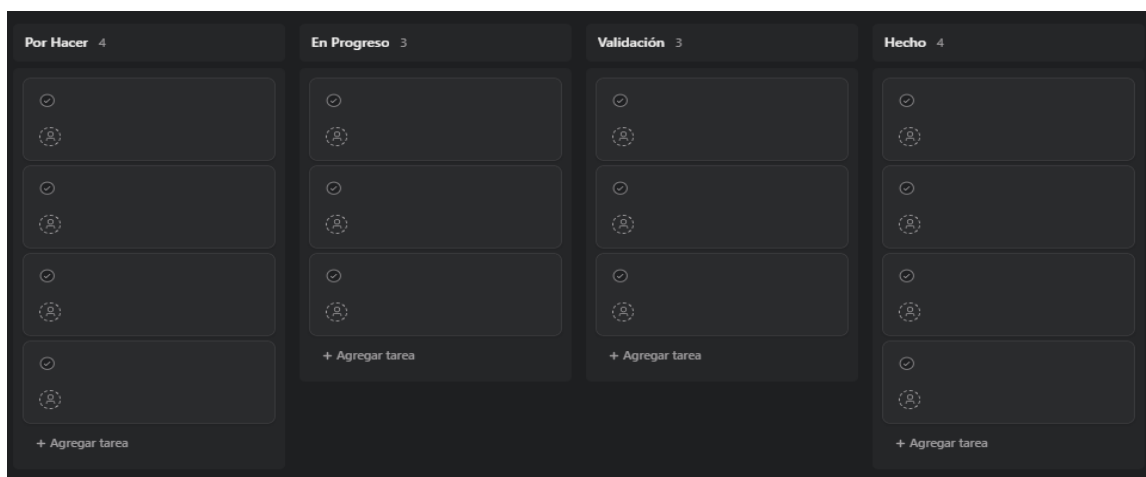 Por Hacer 4
En Progreso 3
Validación 3
Hecho 4
+ Agregar tarea
+ Agregar tarea
+ Agregar tarea
+ Agregar tarea